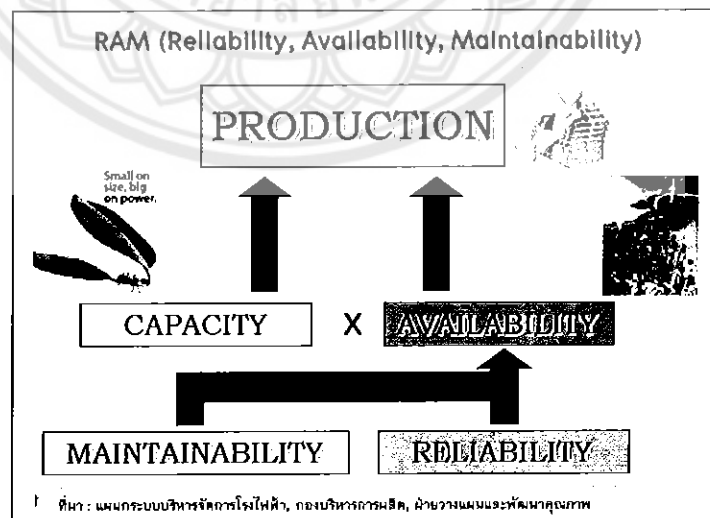 RAM (Reliability, Availability, Maintainability)
PRODUCTION
Small on
size, big
on power.
CAPACITY X AVAILABILITY
MAINTAINABILITY RELIABILITY
ที่มา : แผนกระบบบริหารจัดการโรงไฟฟ้า, กองบริหารการผลิต, ฝ่ายวางแผนและพัฒนาคุณภาพ